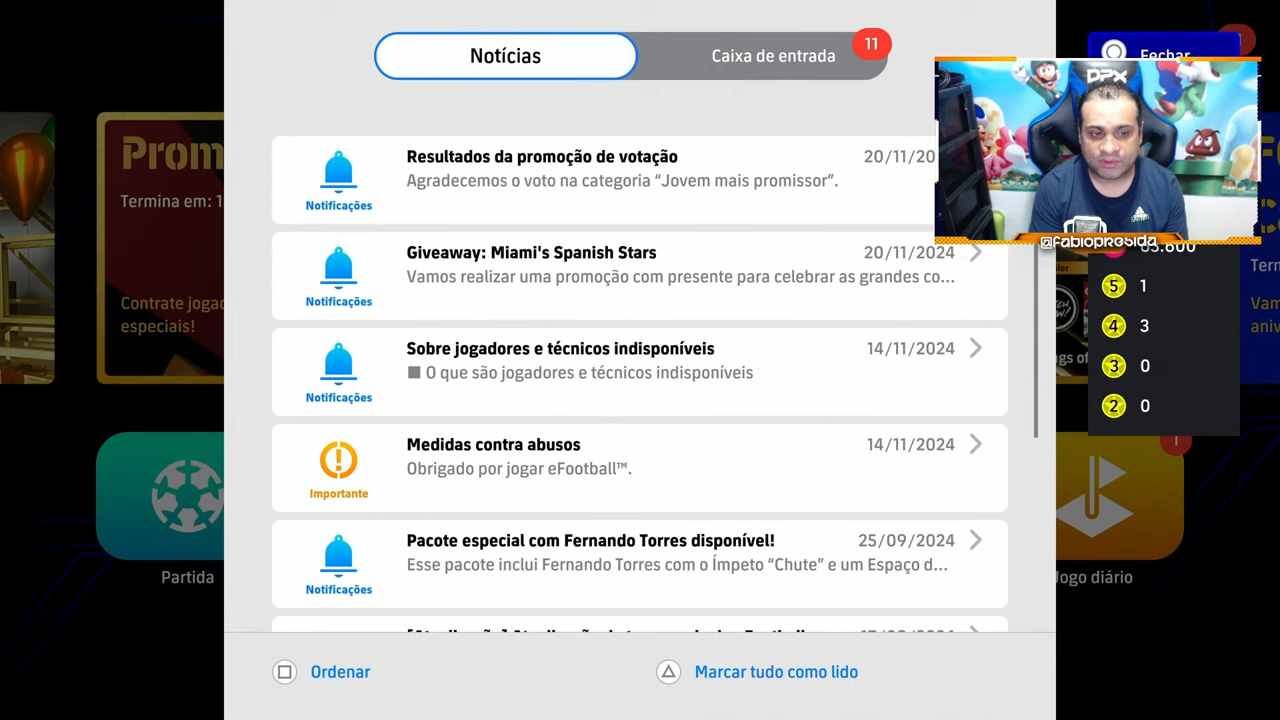 Notícias
Caixa de entrada
11
Fechar
DPX
@fabiopresida
Prom
Termina em: 1
Contrate jogad
especiais!
Resultados da promoção de votação
20/11/20
Agradecemos o voto na categoria “Jovem mais promissor”.
Notificações
Giveaway: Miami's Spanish Stars
20/11/2024
Vamos realizar uma promoção com presente para celebrar as grandes co...
Notificações
Sobre jogadores e técnicos indisponíveis
14/11/2024
■ O que são jogadores e técnicos indisponíveis
Notificações
Medidas contra abusos
14/11/2024
Obrigado por jogar eFootball™.
Importante
Pacote especial com Fernando Torres disponível!
25/09/2024
Esse pacote inclui Fernando Torres com o Ímpeto “Chute” e um Espaço d...
Notificações
5 1
4 3
3 0
2 0
Term
Vam
aniv
Partida
Jogo diário
Ordenar
Marcar tudo como lido